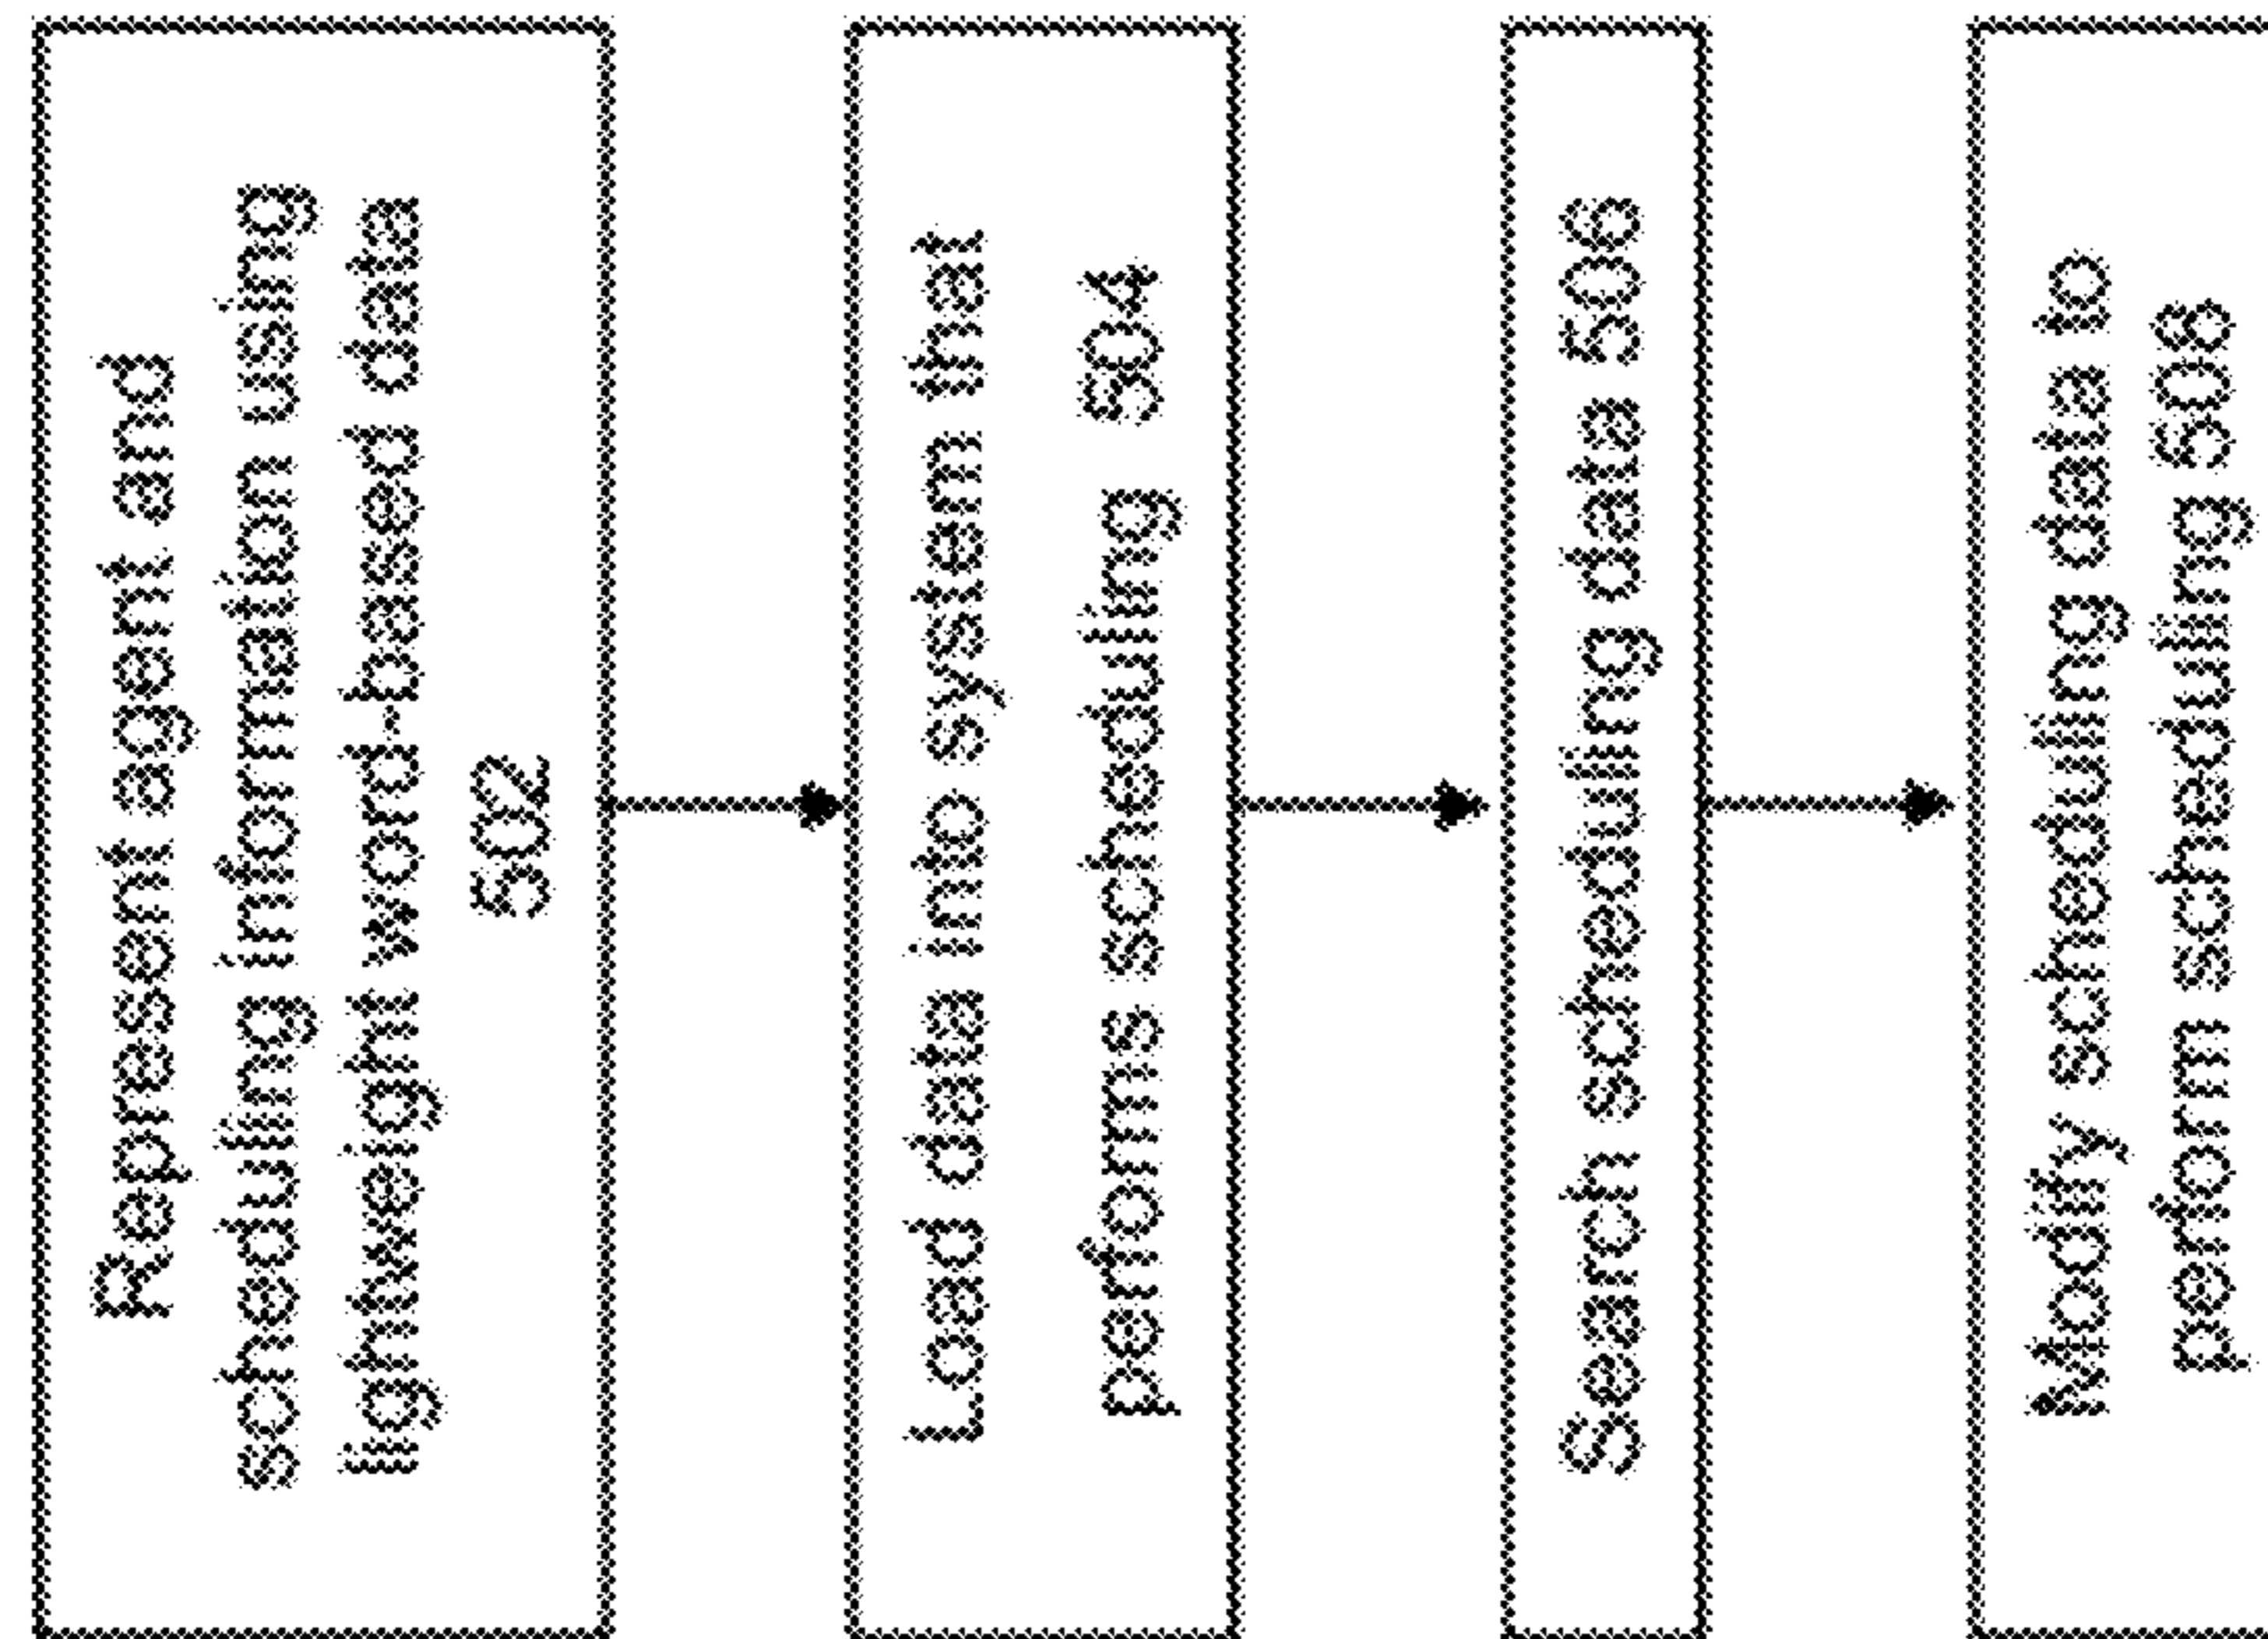 Represent agent and
scheduling information using
lightweight word-based data
502
Load data into system that
performs scheduling 504
Search scheduling data 506
Modify scheduling data to
perform scheduling 508